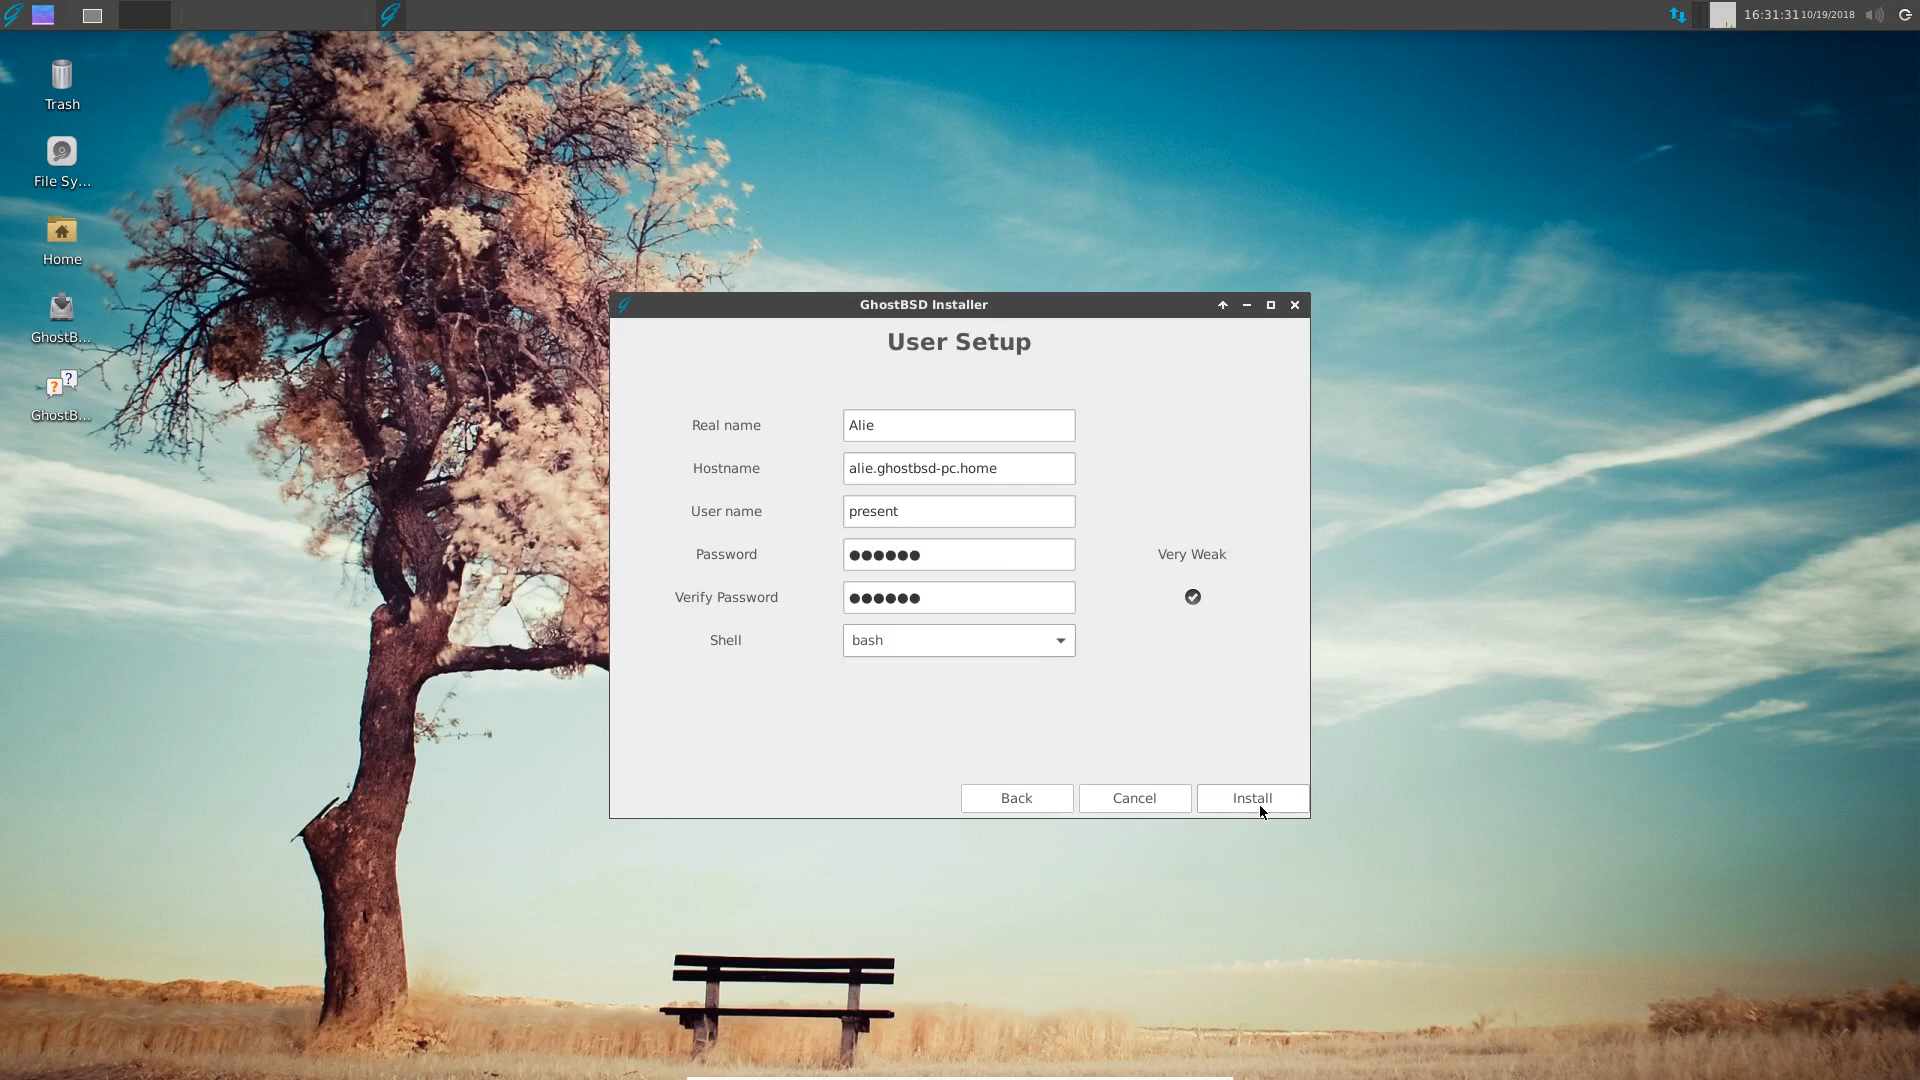 16:31:31 10/19/2018
Trash
File Sy...
Home
GhostB...
GhostB...
GhostBSD Installer
User Setup
Real name Alie
Hostname alie.ghostbsd-pc.home
User name present
Password ●●●●●● Very Weak
Verify Password ●●●●●●
Shell bash
Back Cancel Install